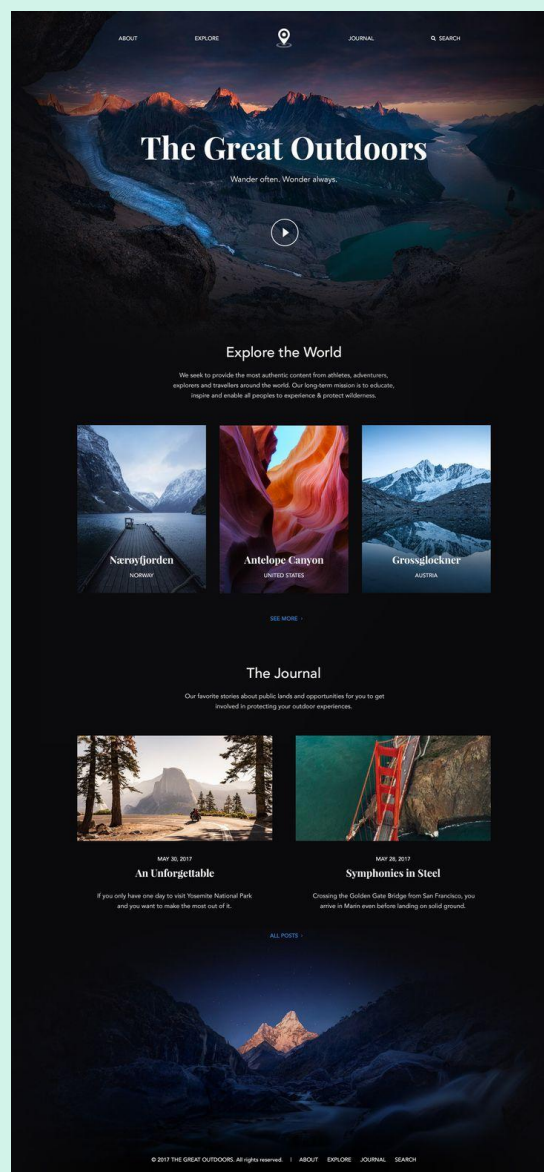 ABOUT
EXPLORE
JOURNAL
SEARCH
The Great Outdoors
Wander often. Wonder always.
Explore the World
We seek to provide the most authentic content from athletes, adventurers,
explorers and travellers around the world. Our long-term mission is to educate,
inspire and enable all peoples to experience & protect wilderness.
Nærøyfjorden
NORWAY
Antelope Canyon
UNITED STATES
Grossglockner
AUSTRIA
SEE MORE ›
The Journal
Our favorite stories about public lands and opportunities for you to get
involved in protecting your outdoor experiences.
MAY 30, 2017
An Unforgettable
If you only have one day to visit Yosemite National Park
and you want to make the most out of it.
MAY 28, 2017
Symphonies in Steel
Crossing the Golden Gate Bridge from San Francisco, you
arrive in Marin even before landing on solid ground.
ALL POSTS ›
© 2017 THE GREAT OUTDOORS. All rights reserved. | ABOUT EXPLORE JOURNAL SEARCH